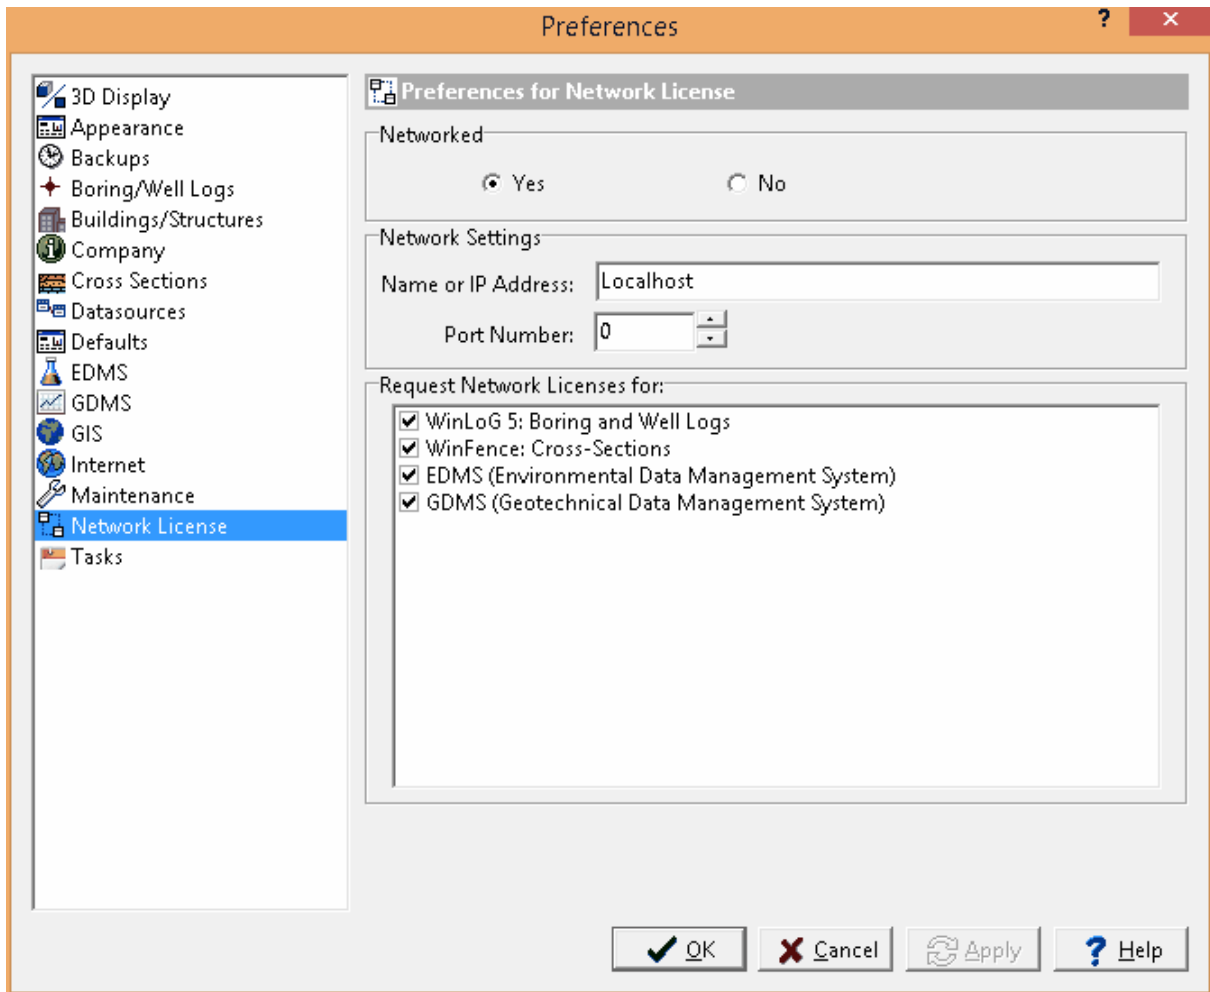 Preferences
?
3D Display
Appearance
Backups
Boring/Well Logs
Buildings/Structures
Company
Cross Sections
Datasources
Defaults
EDMS
GDMS
GIS
Internet
Maintenance
Network License
Tasks
Preferences for Network License
Networked
Yes No
Network Settings
Name or IP Address: Localhost
Port Number: 0
Request Network Licenses for:
WinLoG 5: Boring and Well Logs
WinFence: Cross-Sections
EDMS (Environmental Data Management System)
GDMS (Geotechnical Data Management System)
OK Cancel Apply ? Help